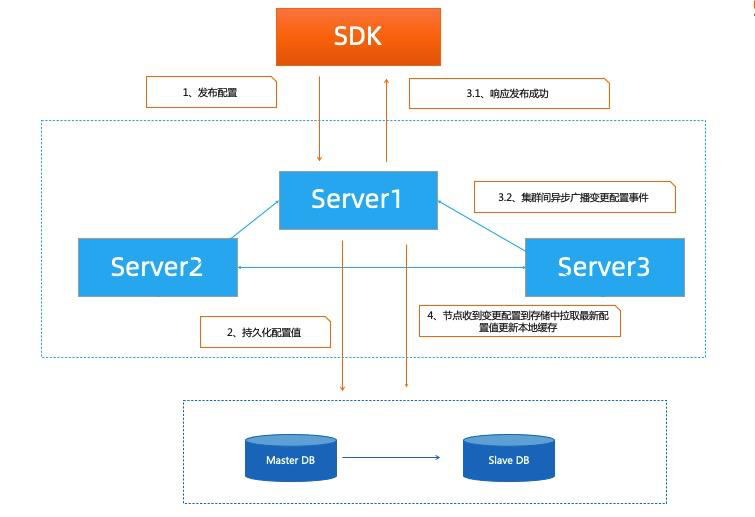 SDK
1、发布配置
3.1、响应发布成功
Server1
3.2、集群间异步广播变更配置事件
Server2
Server3
2、持久化配置值
4、节点收到变更配置到存储中拉取最新配
置值更新本地缓存
Master DB
Slave DB